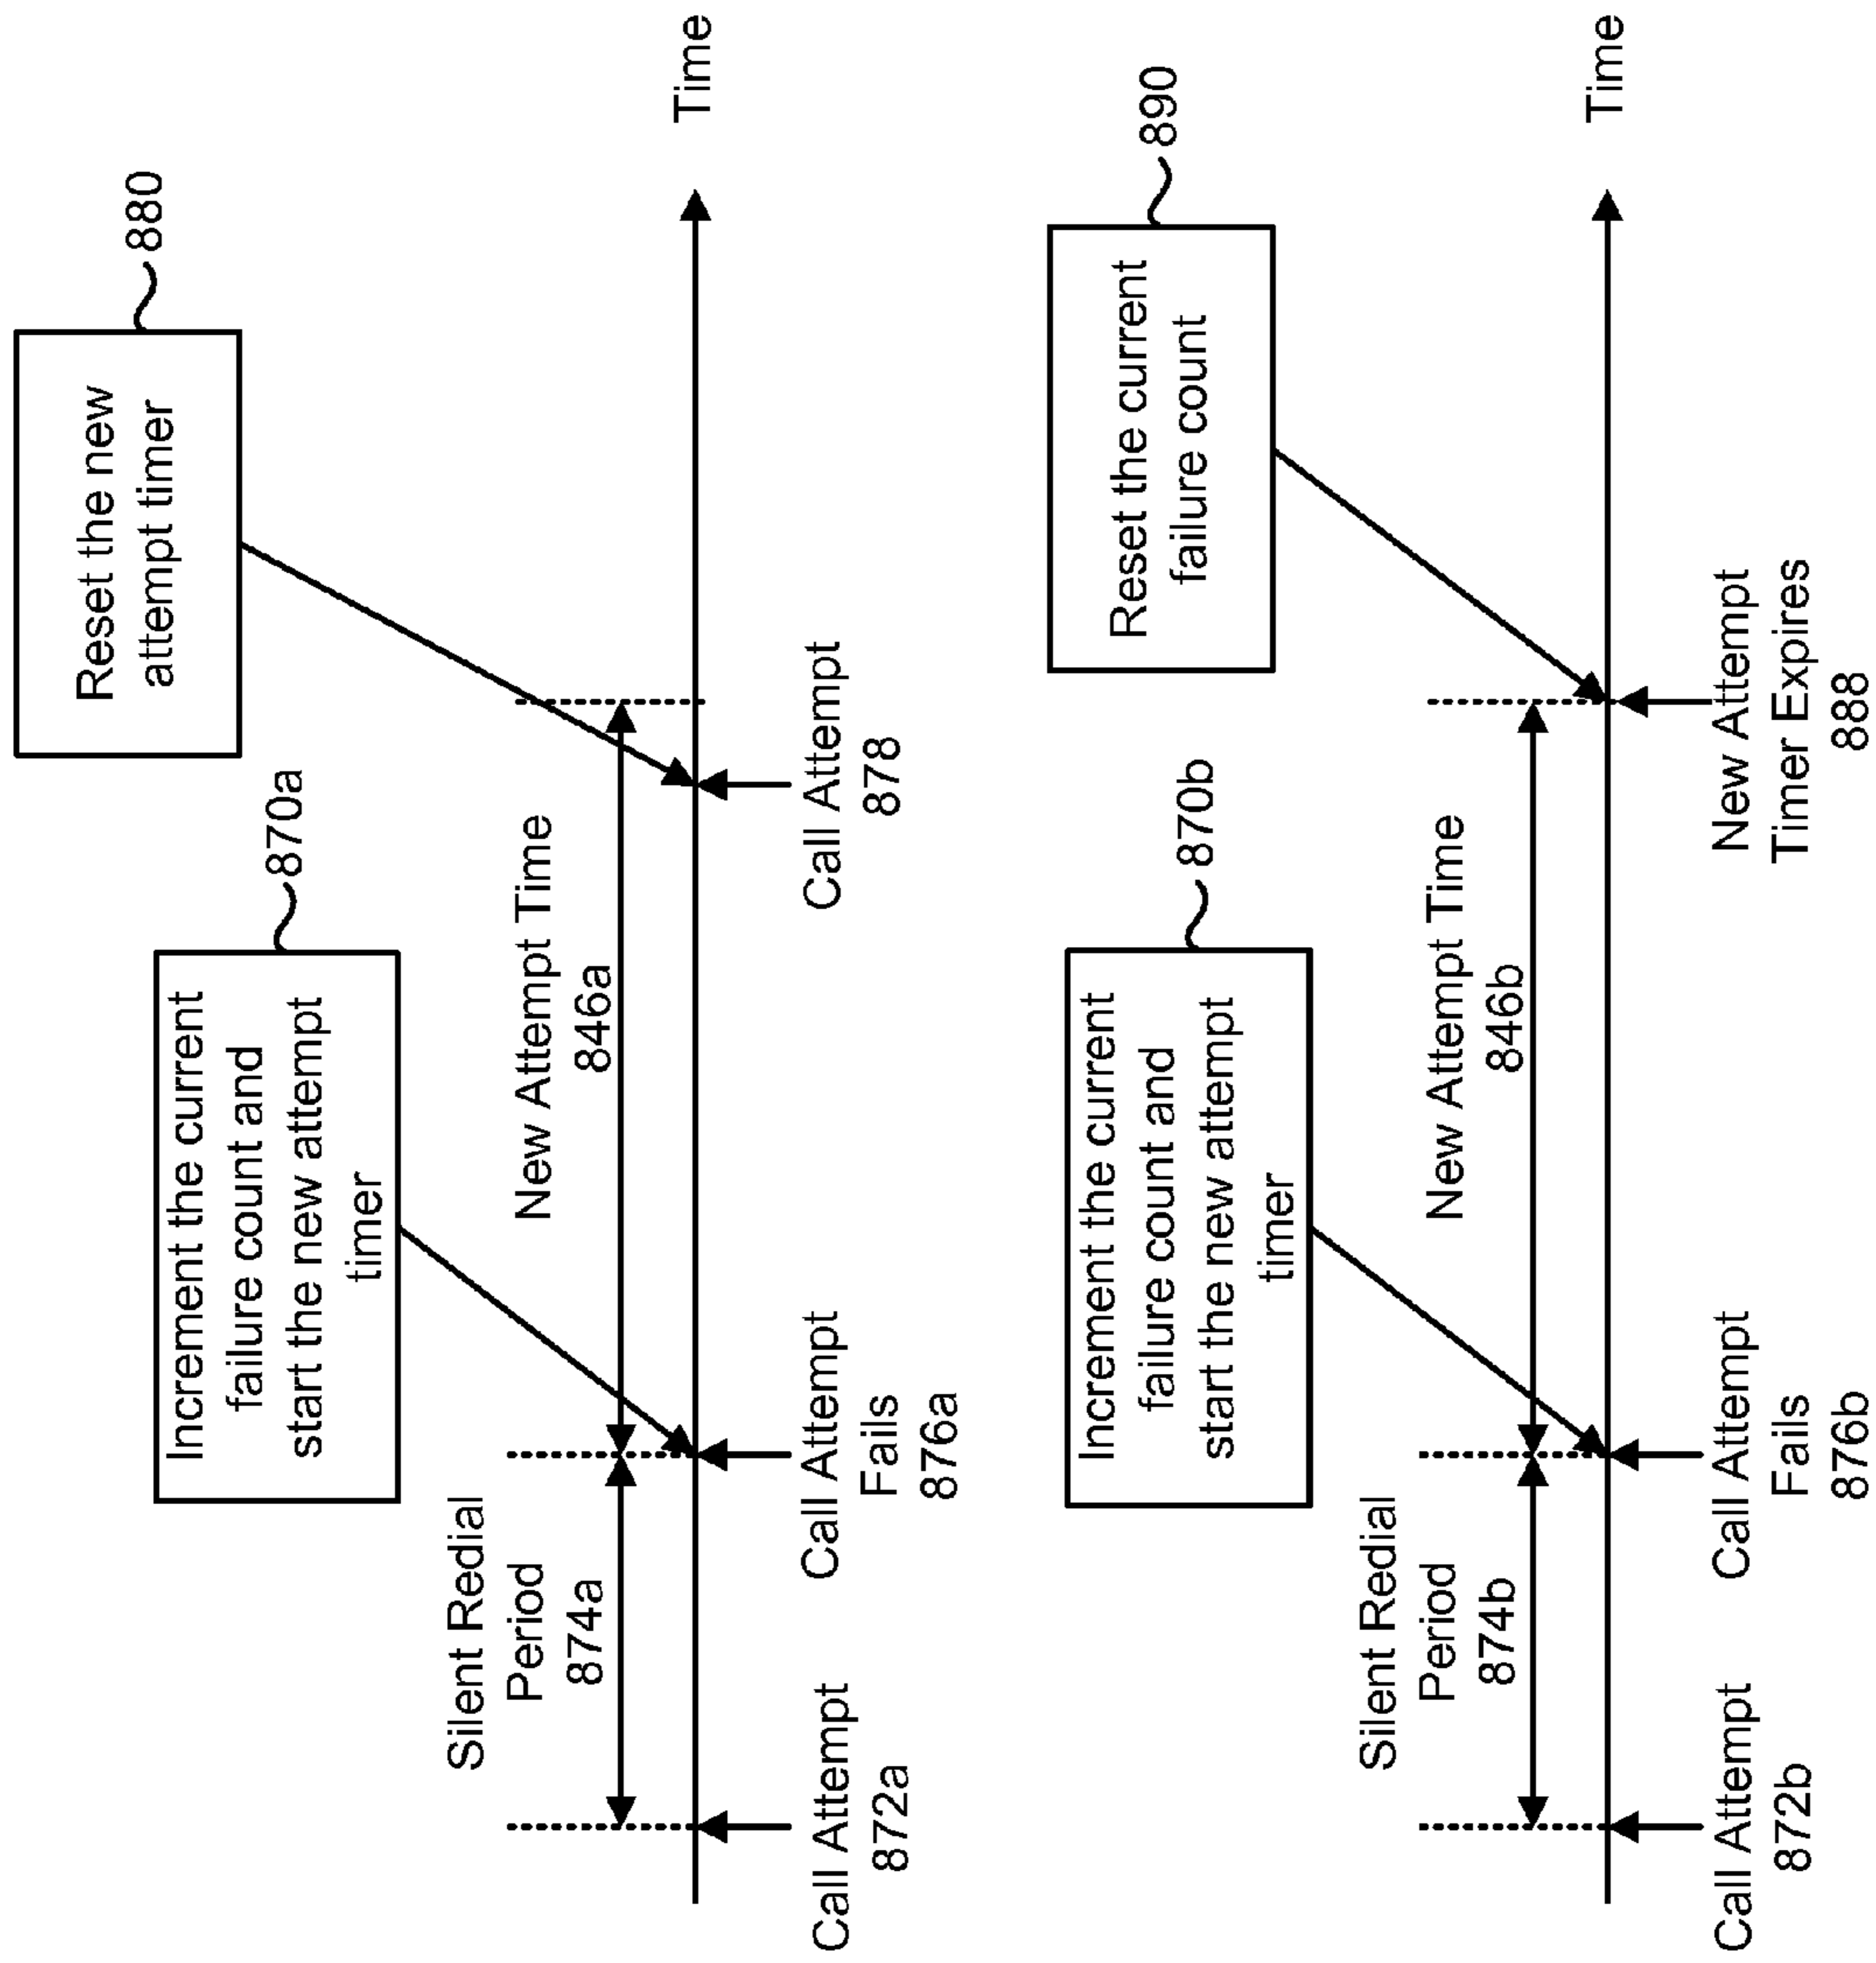 880
Reset the new
attempt timer
870a
Increment the current
failure count and
start the new attempt
timer
Silent Redial
Period
874a
New Attempt Time
846a
Time
Call Attempt
872a
Call Attempt
Fails
876a
Call Attempt
878
890
Reset the current
failure count
870b
Increment the current
failure count and
start the new attempt
timer
Silent Redial
Period
874b
New Attempt Time
846b
Time
Call Attempt
872b
Call Attempt
Fails
876b
New Attempt
Timer Expires
888